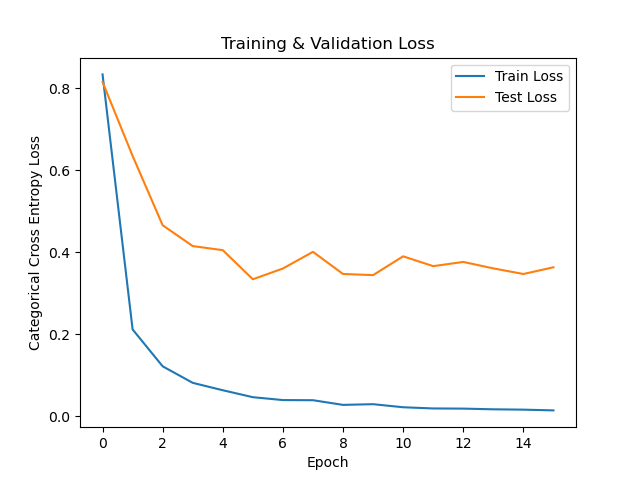 Training & Validation Loss
Train Loss
Test Loss
Categorical Cross Entropy Loss
0.8
0.6
0.4
0.2
0.0
0 2 4 6 8 10 12 14
Epoch